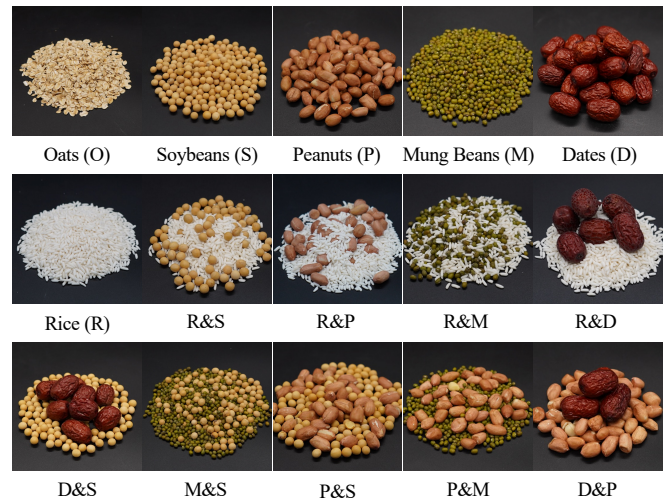 Oats (O) Soybeans (S) Peanuts (P) Mung Beans (M) Dates (D)
Rice (R) R&S R&P R&M R&D
D&S M&S P&S P&M D&P